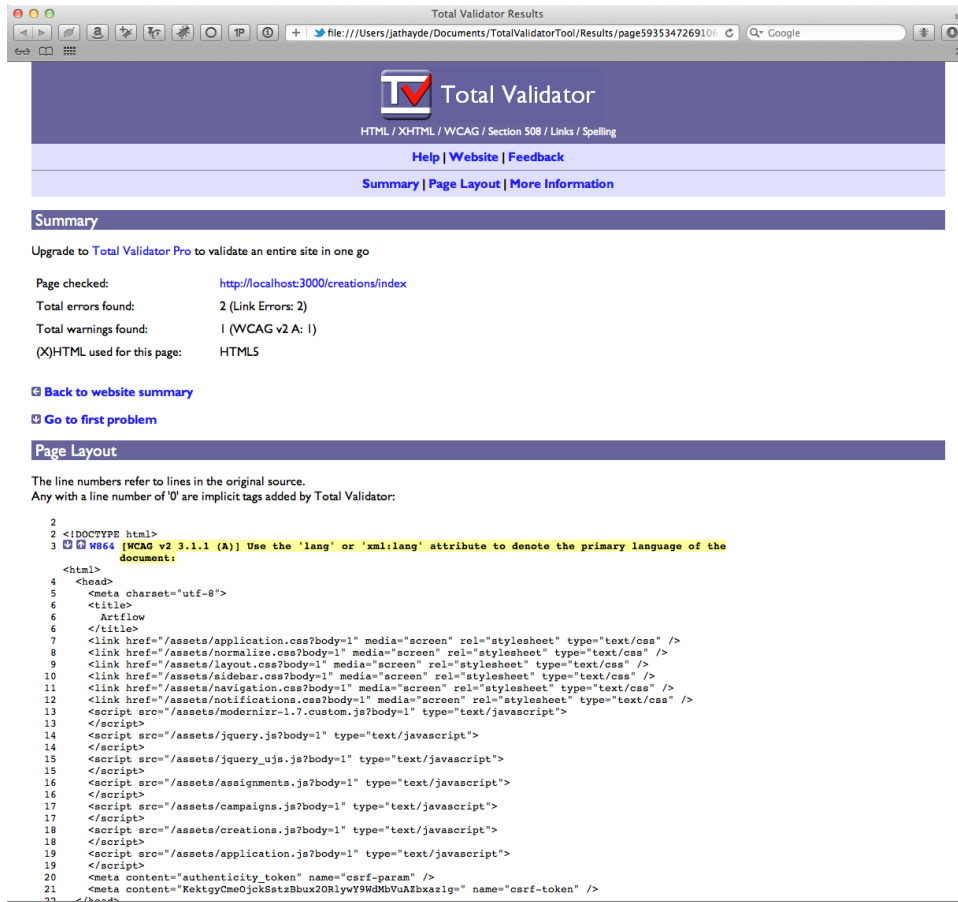 Total Validator Results
file:///Users/jathayde/Documents/TotalValidatorTool/Results/page5935347269106
Google
TV Total Validator
HTML / XHTML / WCAG / Section 508 / Links / Spelling
Help | Website | Feedback
Summary | Page Layout | More Information
Summary
Upgrade to Total Validator Pro to validate an entire site in one go
Page checked: http://localhost:3000/creations/index
Total errors found: 2 (Link Errors: 2)
Total warnings found: 1 (WCAG v2 A: 1)
(X)HTML used for this page: HTML5
Back to website summary
Go to first problem
Page Layout
The line numbers refer to lines in the original source.
Any with a line number of '0' are implicit tags added by Total Validator:
2
2 <!DOCTYPE html>
3 W864 [WCAG v2 3.1.1 (A)] Use the 'lang' or 'xml:lang' attribute to denote the primary language of the
document:
<html>
4 <head>
5 <meta charset="utf-8">
6 <title>
6 Artflow
6 </title>
7 <link href="/assets/application.css?body=1" media="screen" rel="stylesheet" type="text/css" />
8 <link href="/assets/normalize.css?body=1" media="screen" rel="stylesheet" type="text/css" />
9 <link href="/assets/layout.css?body=1" media="screen" rel="stylesheet" type="text/css" />
10 <link href="/assets/sidebar.css?body=1" media="screen" rel="stylesheet" type="text/css" />
11 <link href="/assets/navigation.css?body=1" media="screen" rel="stylesheet" type="text/css" />
12 <link href="/assets/notifications.css?body=1" media="screen" rel="stylesheet" type="text/css" />
13 <script src="/assets/modernizr-1.7.custom.js?body=1" type="text/javascript">
13 </script>
14 <script src="/assets/jquery.js?body=1" type="text/javascript">
14 </script>
15 <script src="/assets/jquery_ujs.js?body=1" type="text/javascript">
15 </script>
16 <script src="/assets/assignments.js?body=1" type="text/javascript">
16 </script>
17 <script src="/assets/campaigns.js?body=1" type="text/javascript">
17 </script>
18 <script src="/assets/creations.js?body=1" type="text/javascript">
18 </script>
19 <script src="/assets/application.js?body=1" type="text/javascript">
19 </script>
20 <meta content="authenticity_token" name="csrf-param" />
21 <meta content="KektgyCmeOjckSstzBbux2ORlywY9WdMbVuAZbxaz1g=" name="csrf-token" />
22 </head>